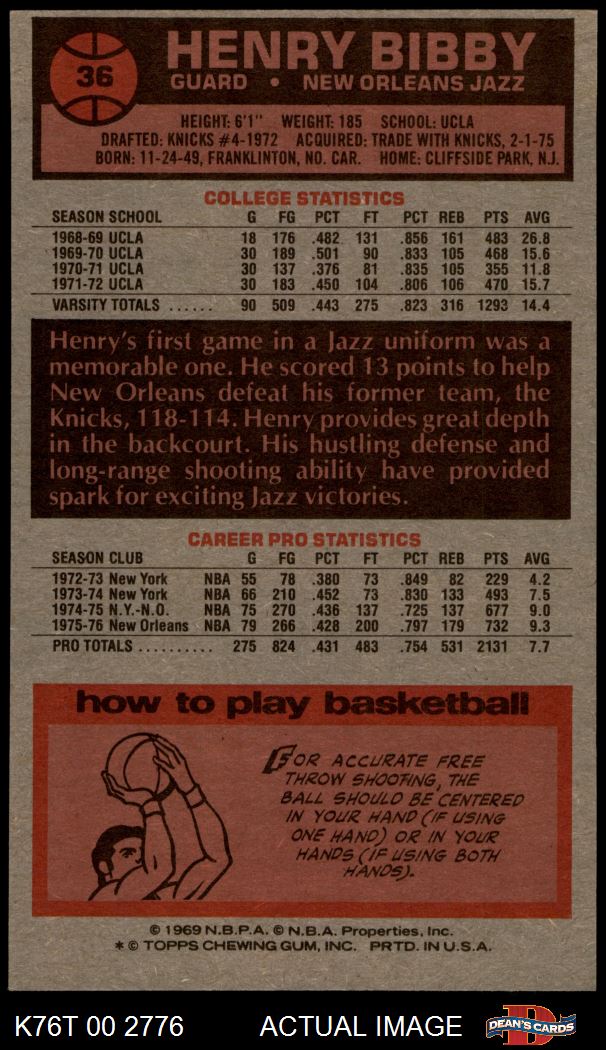 36
HENRY BIBBY
GUARD • NEW ORLEANS JAZZ
HEIGHT: 6'1" WEIGHT: 185 SCHOOL: UCLA
DRAFTED: KNICKS #4-1972 ACQUIRED: TRADE WITH KNICKS, 2-1-75
BORN: 11-24-49, FRANKLINTON, NO. CAR. HOME: CLIFFSIDE PARK, N.J.
COLLEGE STATISTICS
SEASON SCHOOL G FG PCT FT PCT REB PTS AVG
1968-69 UCLA 18 176 .482 131 .856 161 483 26.8
1969-70 UCLA 30 189 .501 90 .833 105 468 15.6
1970-71 UCLA 30 137 .376 81 .835 105 355 11.8
1971-72 UCLA 30 183 .450 104 .806 106 470 15.7
VARSITY TOTALS ...... 90 509 .443 275 .823 316 1293 14.4
Henry's first game in a Jazz uniform was a
memorable one. He scored 13 points to help
New Orleans defeat his former team, the
Knicks, 118-114. Henry provides great depth
in the backcourt. His hustling defense and
long-range shooting ability have provided
spark for exciting Jazz victories.
CAREER PRO STATISTICS
SEASON CLUB G FG PCT FT PCT REB PTS AVG
1972-73 New York NBA 55 78 .380 73 .849 82 229 4.2
1973-74 New York NBA 66 210 .452 73 .830 133 493 7.5
1974-75 N.Y.-N.O. NBA 75 270 .436 137 .725 137 677 9.0
1975-76 New Orleans NBA 79 266 .428 200 .797 179 732 9.3
PRO TOTALS .......... 275 824 .431 483 .754 531 2131 7.7
how to play basketball
FOR ACCURATE FREE
THROW SHOOTING, THE
BALL SHOULD BE CENTERED
IN YOUR HAND (IF USING
ONE HAND) OR IN YOUR
HANDS (IF USING BOTH
HANDS).
© 1969 N.B.P.A. © N.B.A. Properties, Inc.
* © TOPPS CHEWING GUM, INC. PRTD. IN U.S.A.
K76T 00 2776 ACTUAL IMAGE D DEAN'S CARDS